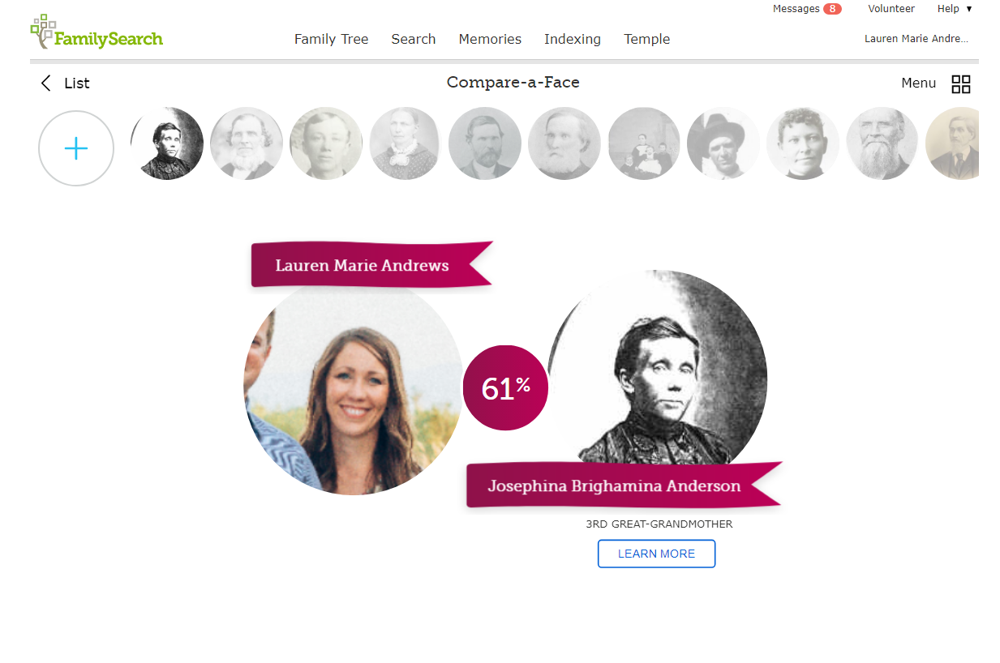 Messages 8 Volunteer Help ▼
FamilySearch
Family Tree Search Memories Indexing Temple
Lauren Marie Andre...
List
Compare-a-Face
Menu
Lauren Marie Andrews
61%
Josephina Brighamina Anderson
3RD GREAT-GRANDMOTHER
LEARN MORE